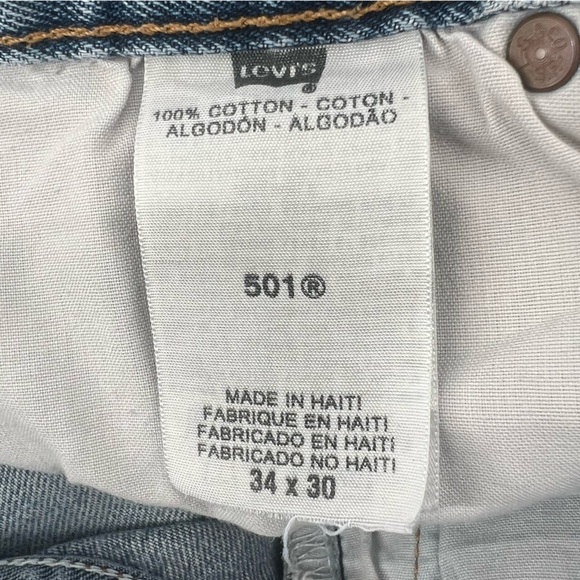 Levi's®
100% COTTON - COTON -
ALGODÓN - ALGODÃO
501®
MADE IN HAITI
FABRIQUE EN HAITI
FABRICADO EN HAITI
FABRICADO NO HAITI
34 x 30